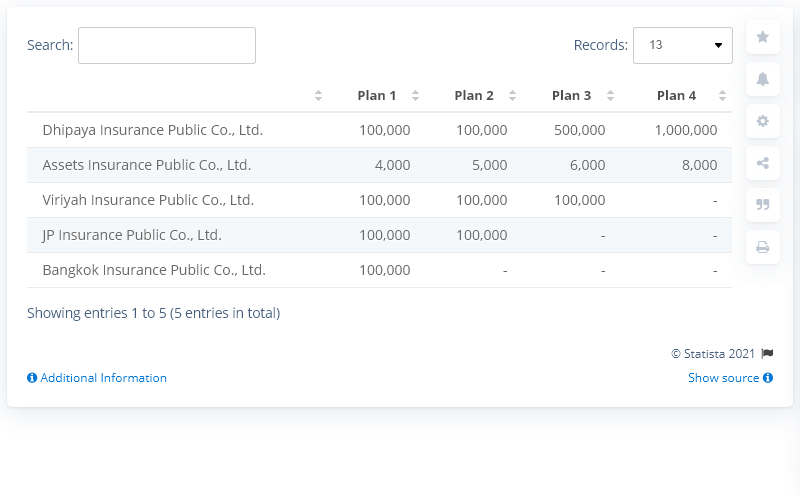 Search:
Records: 13
Plan 1 Plan 2 Plan 3 Plan 4
Dhipaya Insurance Public Co., Ltd. 100,000 100,000 500,000 1,000,000
Assets Insurance Public Co., Ltd. 4,000 5,000 6,000 8,000
Viriyah Insurance Public Co., Ltd. 100,000 100,000 100,000 -
JP Insurance Public Co., Ltd. 100,000 100,000 - -
Bangkok Insurance Public Co., Ltd. 100,000 - - -
Showing entries 1 to 5 (5 entries in total)
© Statista 2021
Additional Information
Show source